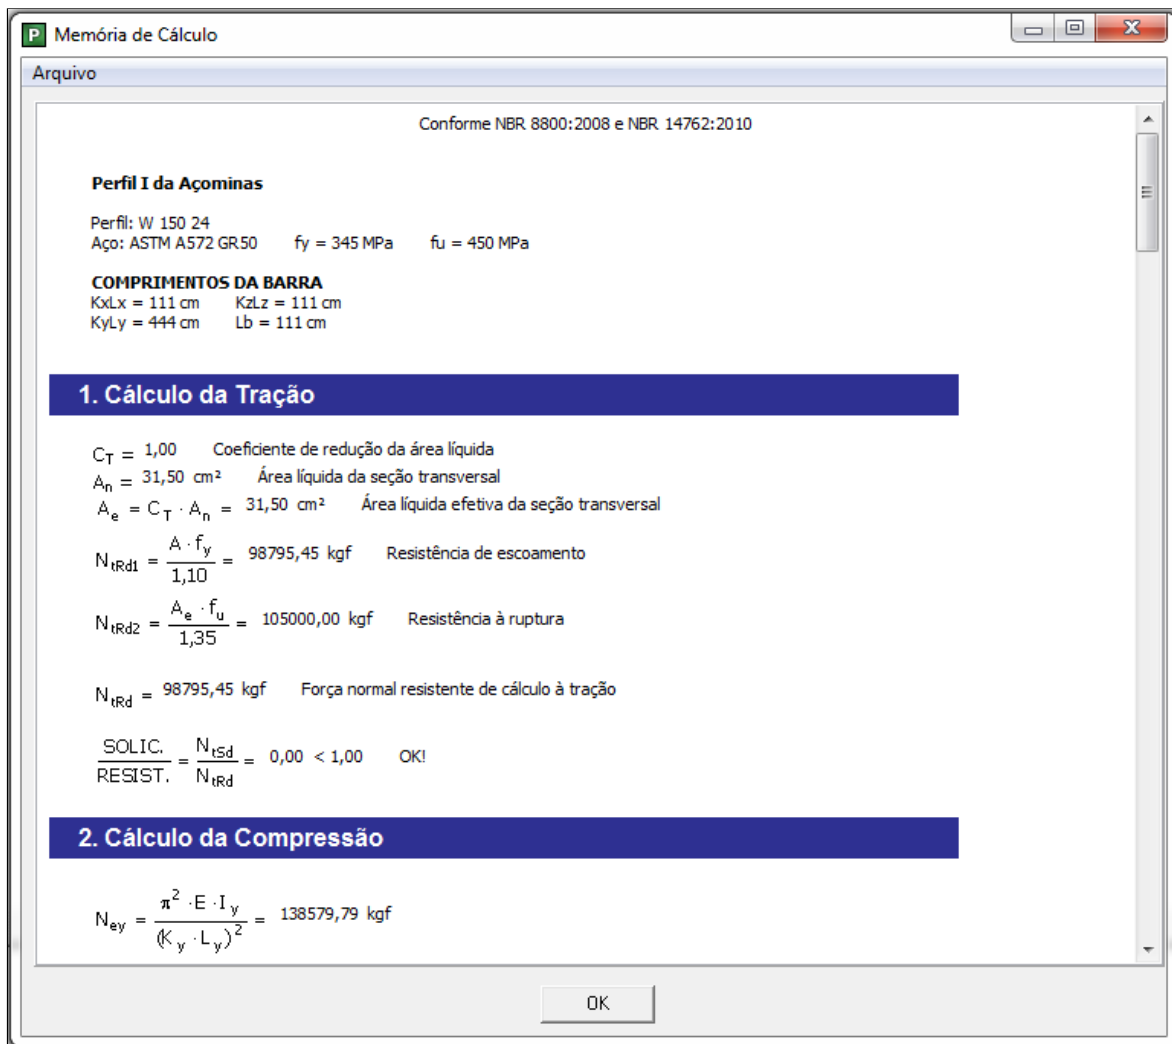 P Memória de Cálculo
Arquivo
Conforme NBR 8800:2008 e NBR 14762:2010
Perfil I da Açominas
Perfil: W 150 24
Aço: ASTM A572 GR50 fy = 345 MPa fu = 450 MPa
COMPRIMENTOS DA BARRA
KxLx = 111 cm KzLz = 111 cm
KyLy = 444 cm Lb = 111 cm
1. Cálculo da Tração
C_T = 1,00 Coeficiente de redução da área líquida
A_n = 31,50 cm² Área líquida da seção transversal
A_e = C_T · A_n = 31,50 cm² Área líquida efetiva da seção transversal
N_tRd1 = A · f_y / 1,10 = 98795,45 kgf Resistência de escoamento
N_tRd2 = A_e · f_u / 1,35 = 105000,00 kgf Resistência à ruptura
N_tRd = 98795,45 kgf Força normal resistente de cálculo à tração
SOLIC. / RESIST. = N_tSd / N_tRd = 0,00 < 1,00 OK!
2. Cálculo da Compressão
N_ey = π² · E · I_y / (K_y · L_y)² = 138579,79 kgf
OK